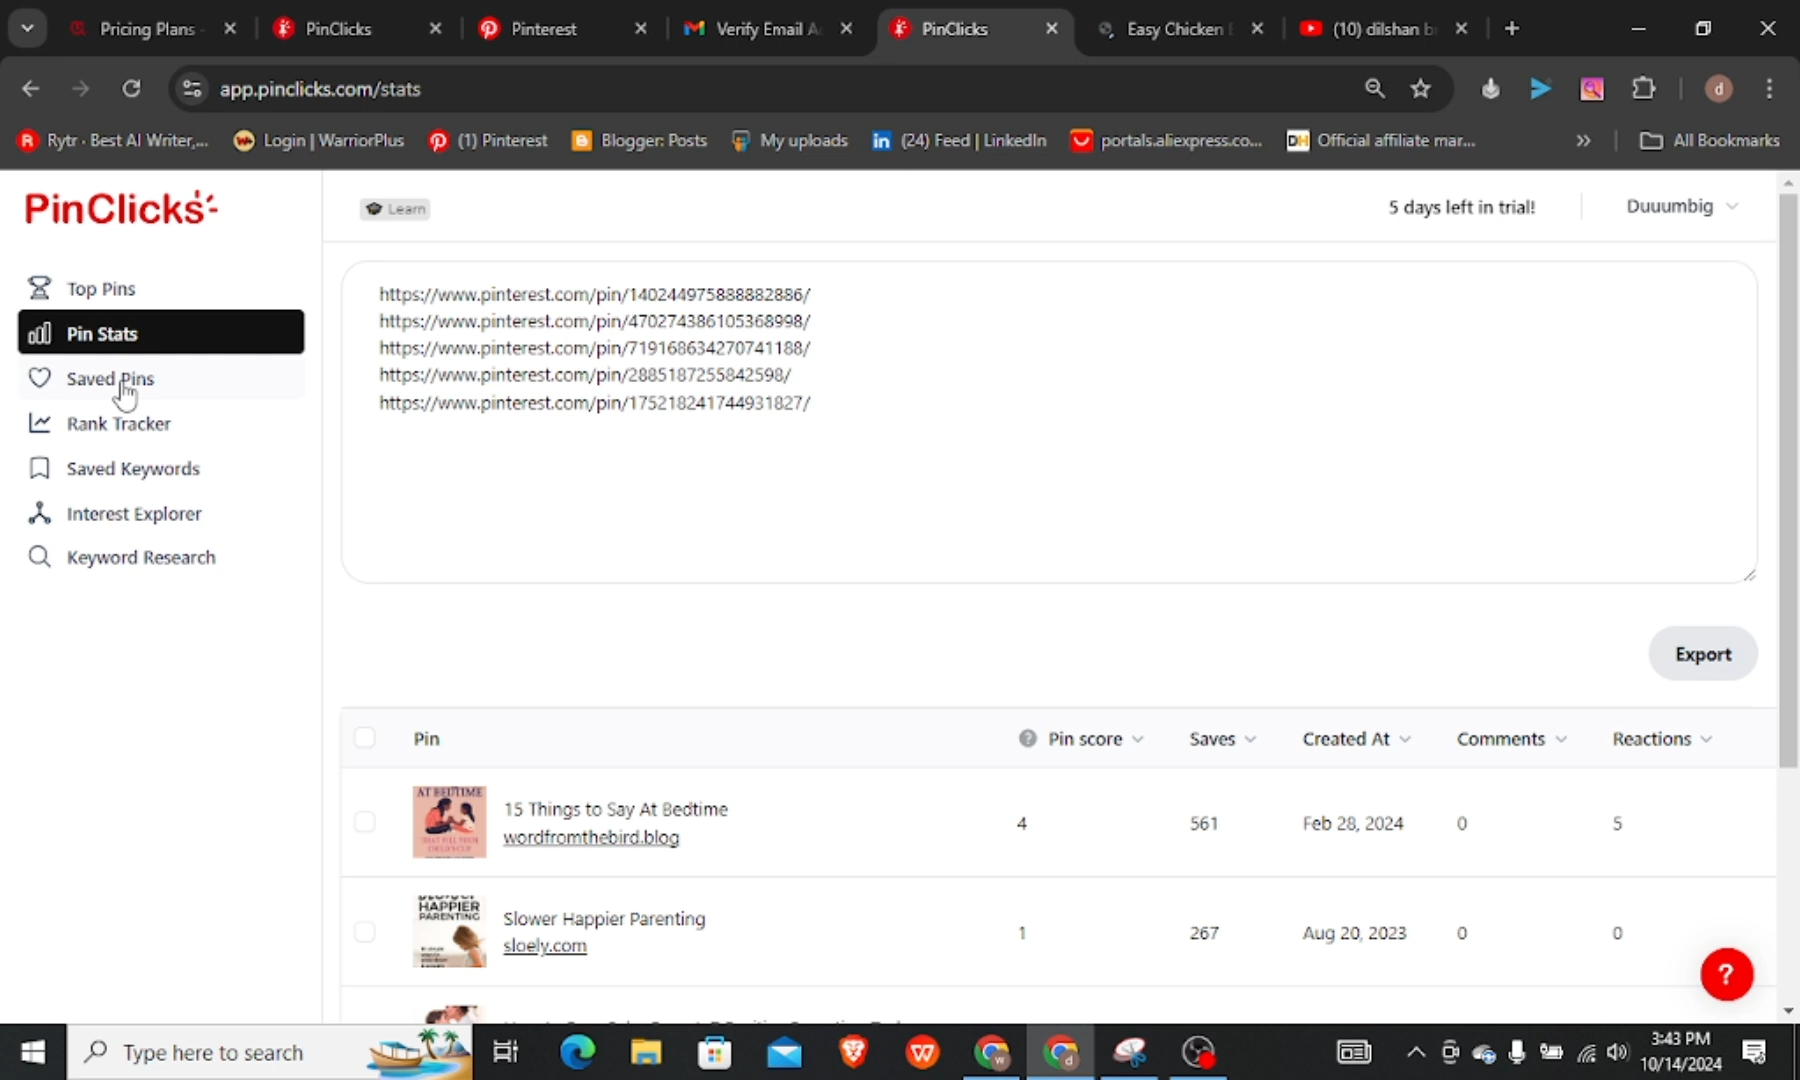 Pricing Plans -
PinClicks
Pinterest
Verify Email A
PinClicks
Easy Chicken
(10) dilshan b
app.pinclicks.com/stats
d
Rytr - Best AI Writer,...
Login | WarriorPlus
(1) Pinterest
Blogger: Posts
My uploads
(24) Feed | LinkedIn
portals.aliexpress.co...
DH
Official affiliate mar...
All Bookmarks
PinClicks
Learn
5 days left in trial!
Duuumbig
Top Pins
Pin Stats
Saved Pins
Rank Tracker
Saved Keywords
Interest Explorer
Keyword Research
https://www.pinterest.com/pin/140244975888882886/
https://www.pinterest.com/pin/470274386105368998/
https://www.pinterest.com/pin/719168634270741188/
https://www.pinterest.com/pin/2885187255842598/
https://www.pinterest.com/pin/175218241744931827/
Export
Pin
Pin score
Saves
Created At
Comments
Reactions
AT BEDTIME
THAT FILL YOUR
CHILD'S CUP
15 Things to Say At Bedtime
wordfromthebird.blog
4
561
Feb 28, 2024
0
5
HAPPIER
PARENTING
Slower Happier Parenting
sloely.com
1
267
Aug 20, 2023
0
0
?
Type here to search
3:43 PM
10/14/2024